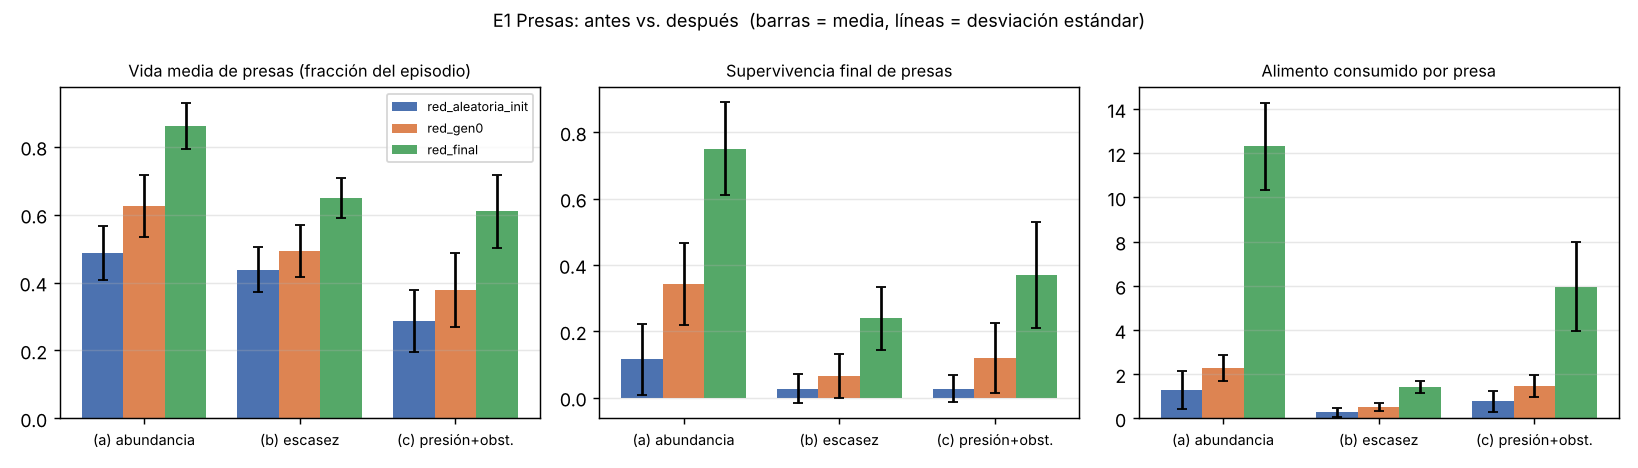 E1 Presas: antes vs. después  (barras = media, líneas = desviación estándar)
Vida media de presas (fracción del episodio)
red_aleatoria_init
red_gen0
red_final
0.8
0.6
0.4
0.2
0.0
(a) abundancia
(b) escasez
(c) presión+obst.
Supervivencia final de presas
0.8
0.6
0.4
0.2
0.0
(a) abundancia
(b) escasez
(c) presión+obst.
Alimento consumido por presa
14
12
10
8
6
4
2
0
(a) abundancia
(b) escasez
(c) presión+obst.